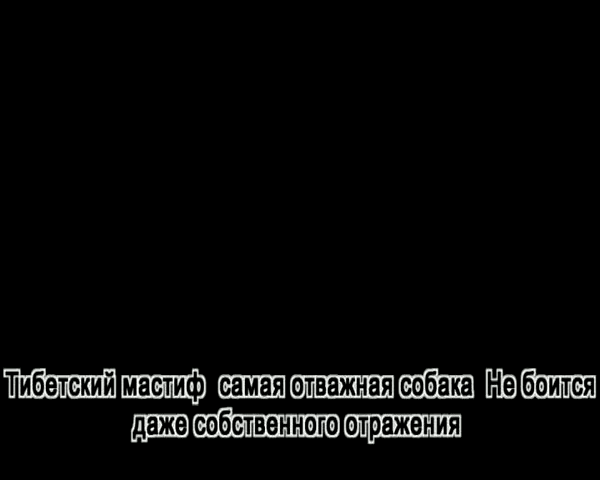 Тибетский мастиф самая отважная собака Не боится
даже собственного отражения